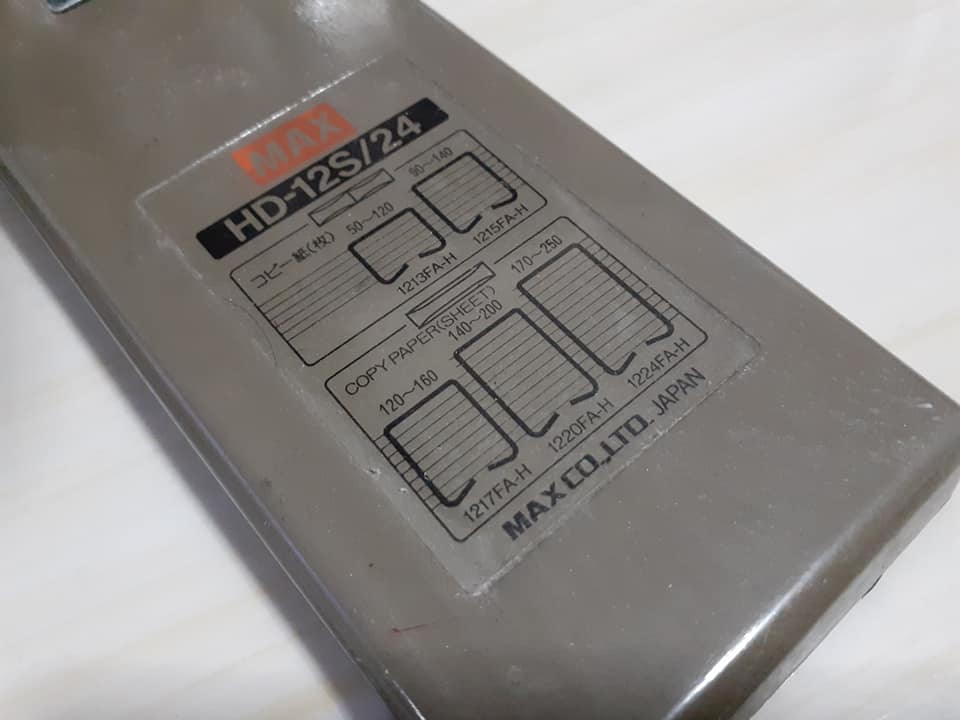 MAX
HD-12S/24
コピー紙(枚)
50～120
90～140
1213FA-H
1215FA-H
COPY PAPER(SHEET)
120～160
140～200
170～250
1217FA-H
1220FA-H
1224FA-H
MAX CO.,LTD. JAPAN